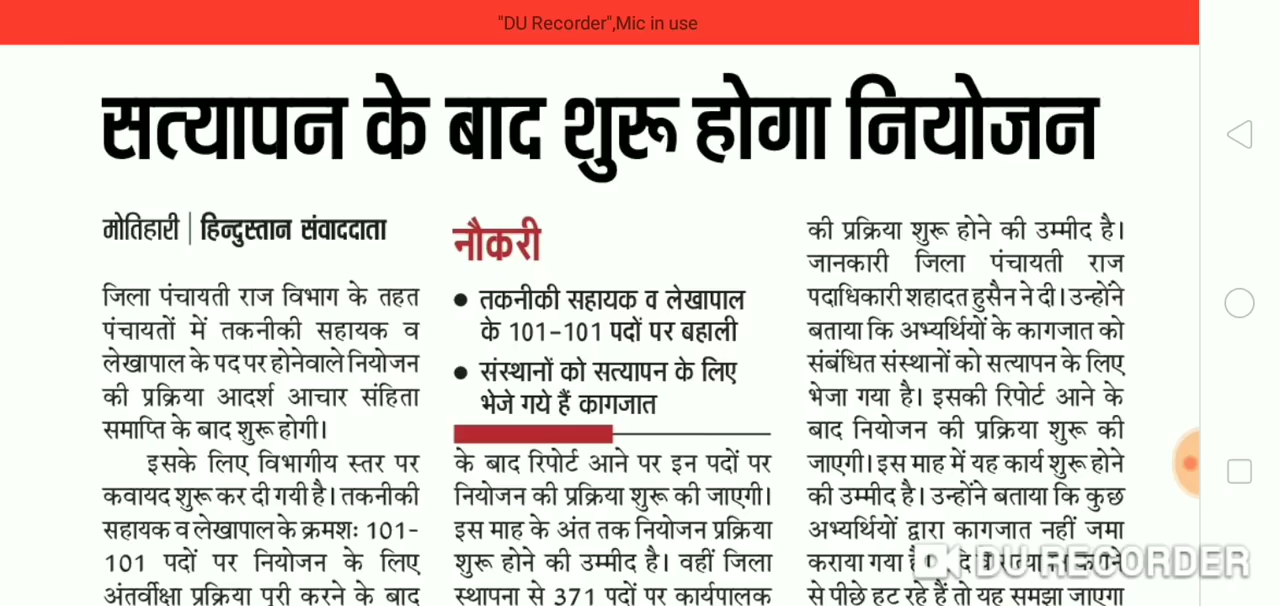 "DU Recorder",Mic in use
सत्यापन के बाद शुरू होगा नियोजन
मोतिहारी | हिन्दुस्तान संवाददाता
जिला पंचायती राज विभाग के तहत
पंचायतों में तकनीकी सहायक व
लेखापाल के पद पर होनेवाले नियोजन
की प्रक्रिया आदर्श आचार संहिता
समाप्ति के बाद शुरू होगी।
इसके लिए विभागीय स्तर पर
कवायद शुरू कर दी गयी है। तकनीकी
सहायक व लेखापाल के क्रमशः 101-
101 पदों पर नियोजन के लिए
अंतर्वीक्षा प्रक्रिया पूरी करने के बाद
नौकरी
• तकनीकी सहायक व लेखापाल
के 101-101 पदों पर बहाली
• संस्थानों को सत्यापन के लिए
भेजे गये हैं कागजात
के बाद रिपोर्ट आने पर इन पदों पर
नियोजन की प्रक्रिया शुरू की जाएगी।
इस माह के अंत तक नियोजन प्रक्रिया
शुरू होने की उम्मीद है। वहीं जिला
स्थापना से 371 पदों पर कार्यपालक
की प्रक्रिया शुरू होने की उम्मीद है।
जानकारी जिला पंचायती राज
पदाधिकारी शहादत हुसैन ने दी। उन्होंने
बताया कि अभ्यर्थियों के कागजात को
संबंधित संस्थानों को सत्यापन के लिए
भेजा गया है। इसकी रिपोर्ट आने के
बाद नियोजन की प्रक्रिया शुरू की
जाएगी। इस माह में यह कार्य शुरू होने
की उम्मीद है। उन्होंने बताया कि कुछ
अभ्यर्थियों द्वारा कागजात नहीं जमा
कराया गया
से पीछे हट रहे हैं तो यह समझा जाएगा
DU RECORDER